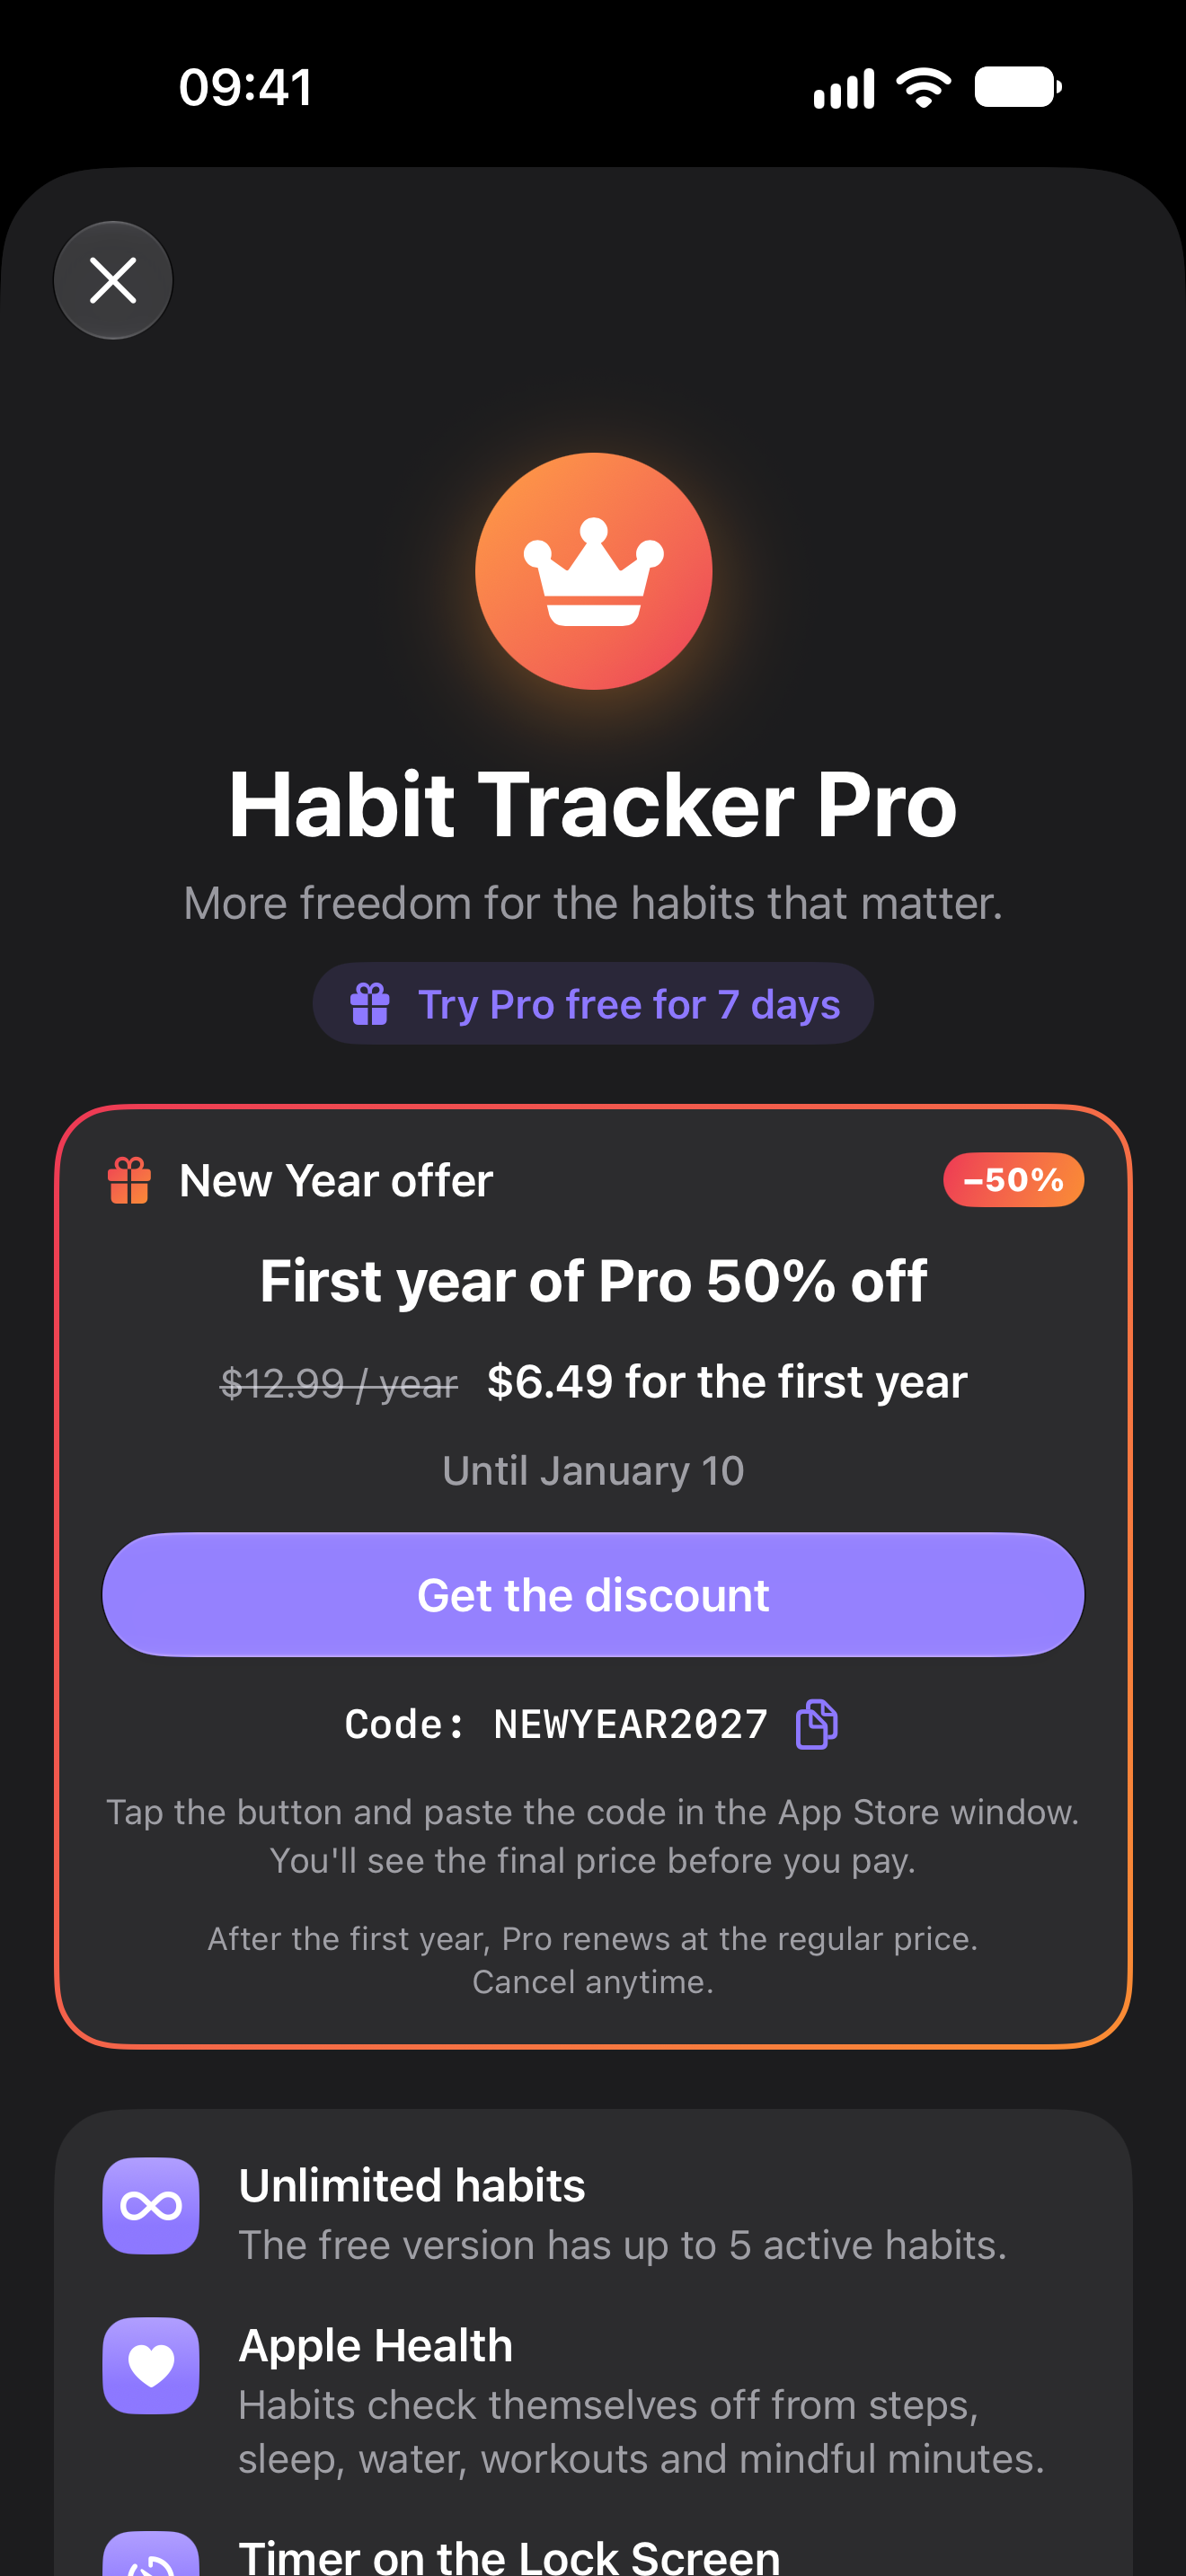 09:41
Habit Tracker Pro
More freedom for the habits that matter.
Try Pro free for 7 days
New Year offer
–50%
First year of Pro 50% off
$12.99 / year $6.49 for the first year
Until January 10
Get the discount
Code: NEWYEAR2027
Tap the button and paste the code in the App Store window.
You'll see the final price before you pay.
After the first year, Pro renews at the regular price.
Cancel anytime.
Unlimited habits
The free version has up to 5 active habits.
Apple Health
Habits check themselves off from steps,
sleep, water, workouts and mindful minutes.
Timer on the Lock Screen